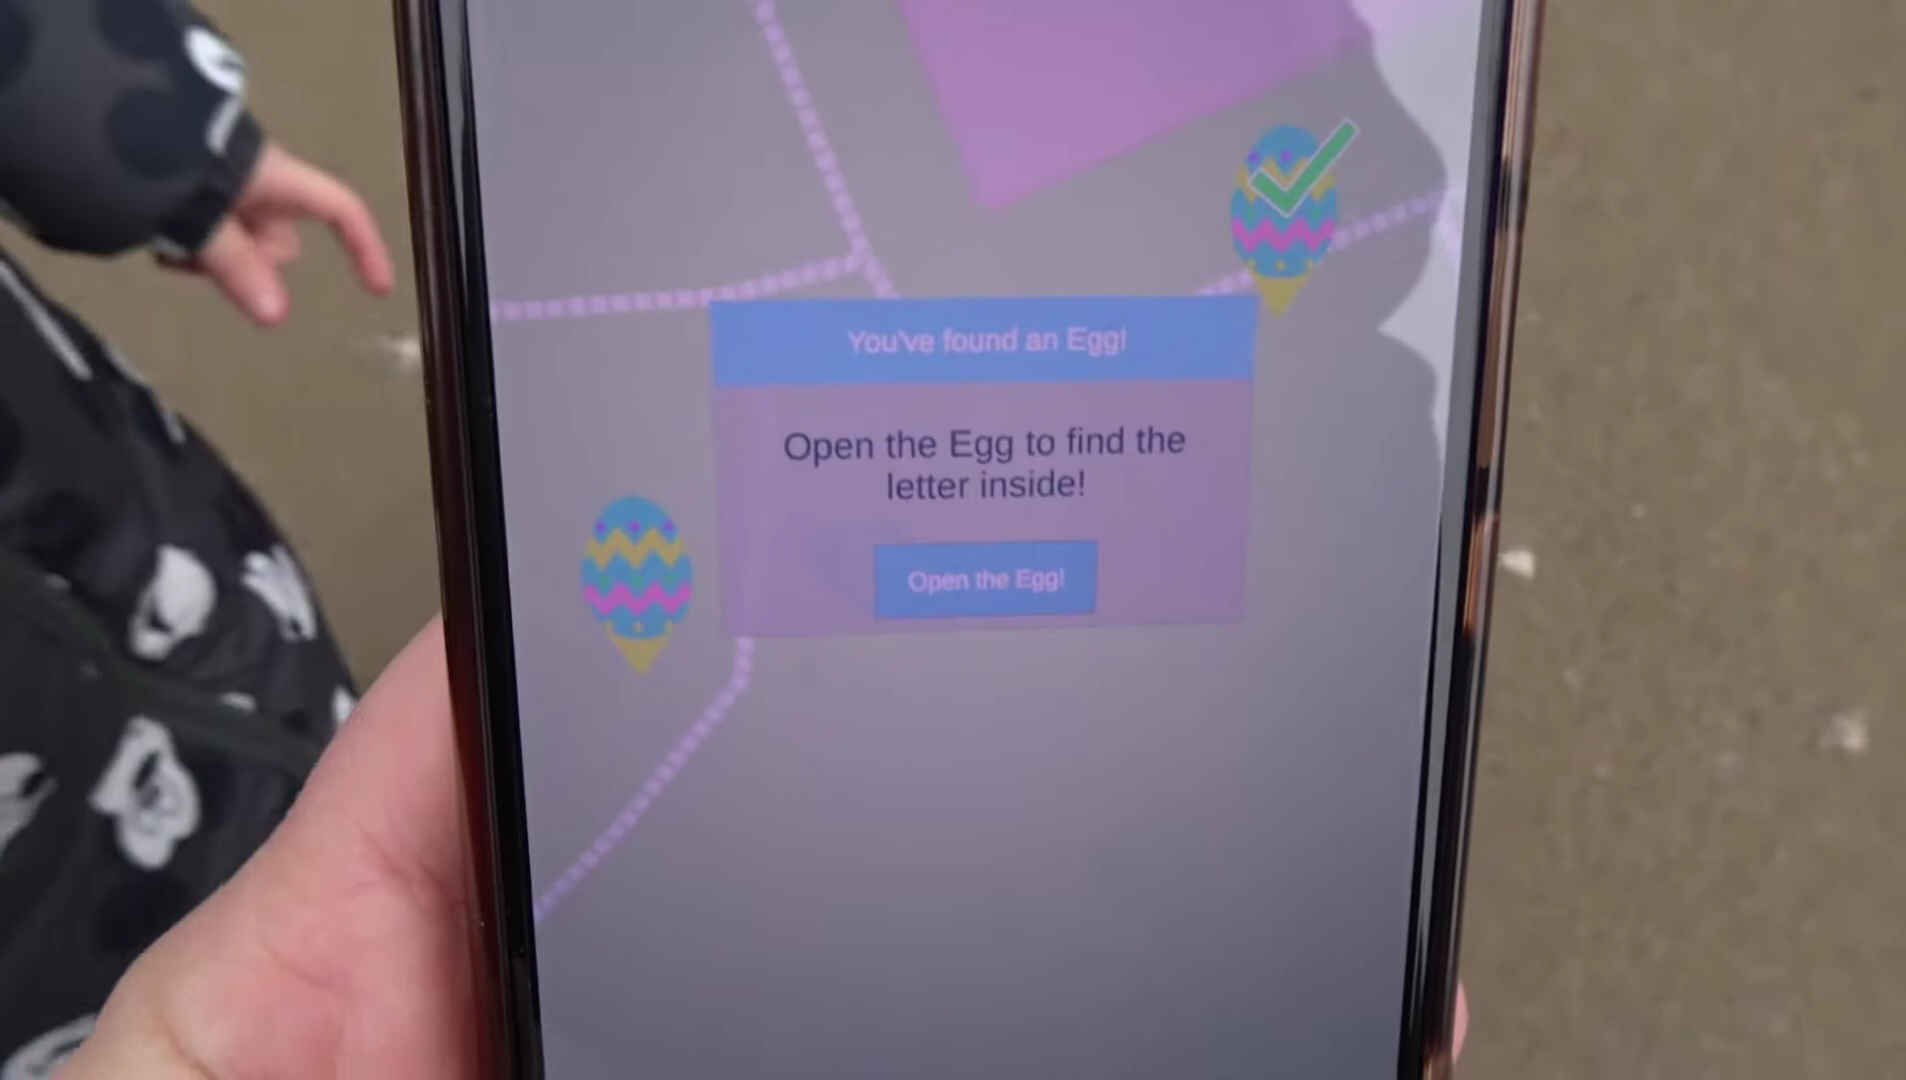 You've found an Egg!
Open the Egg to find the
letter inside!
Open the Egg!